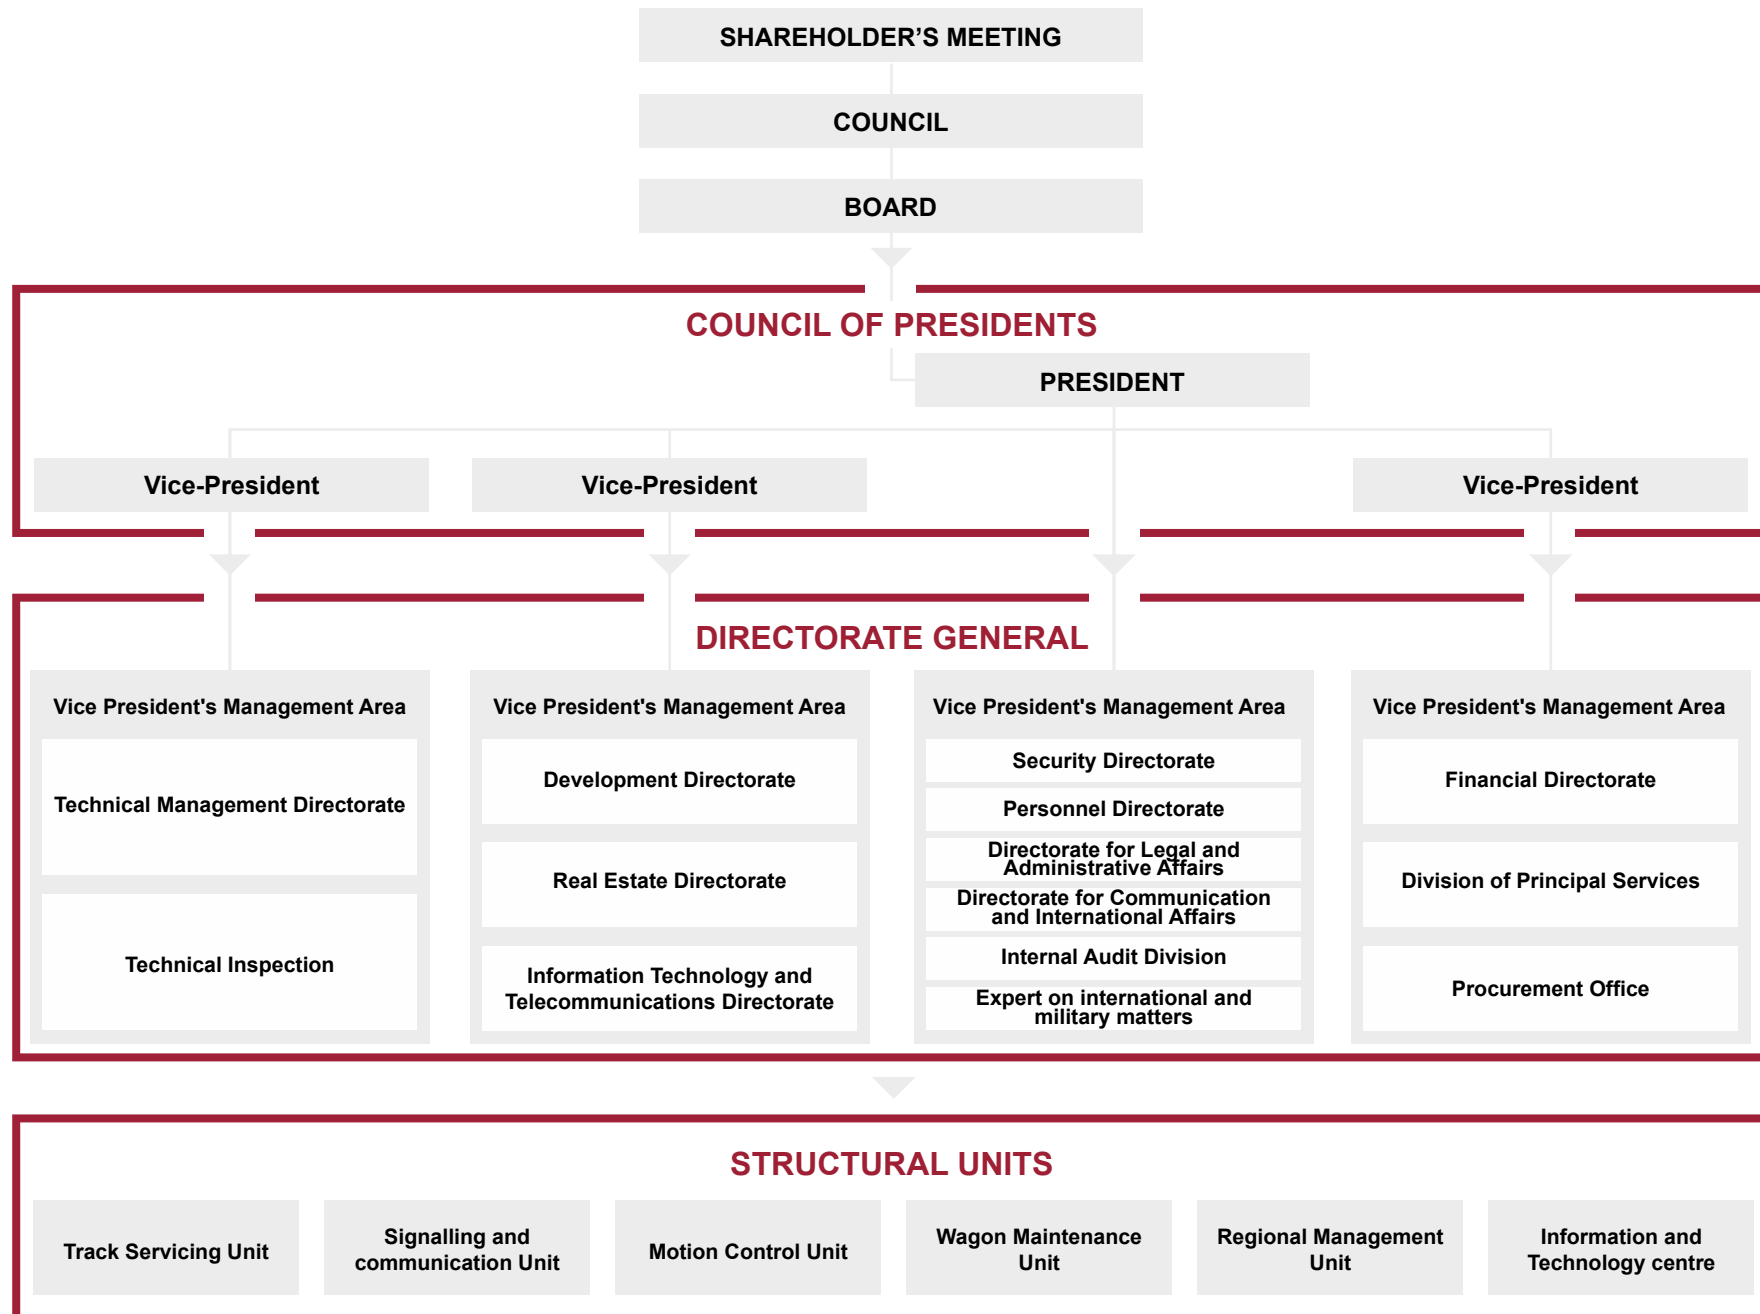 SHAREHOLDER’S MEETING
COUNCIL
BOARD
COUNCIL OF PRESIDENTS
PRESIDENT
Vice-President
Vice-President
Vice-President
DIRECTORATE GENERAL
Vice President's Management Area
Technical Management Directorate
Technical Inspection
Vice President's Management Area
Development Directorate
Real Estate Directorate
Information Technology and
Telecommunications Directorate
Vice President's Management Area
Security Directorate
Personnel Directorate
Directorate for Legal and
Administrative Affairs
Directorate for Communication
and International Affairs
Internal Audit Division
Expert on international and
military matters
Vice President's Management Area
Financial Directorate
Division of Principal Services
Procurement Office
STRUCTURAL UNITS
Track Servicing Unit
Signalling and
communication Unit
Motion Control Unit
Wagon Maintenance
Unit
Regional Management
Unit
Information and
Technology centre